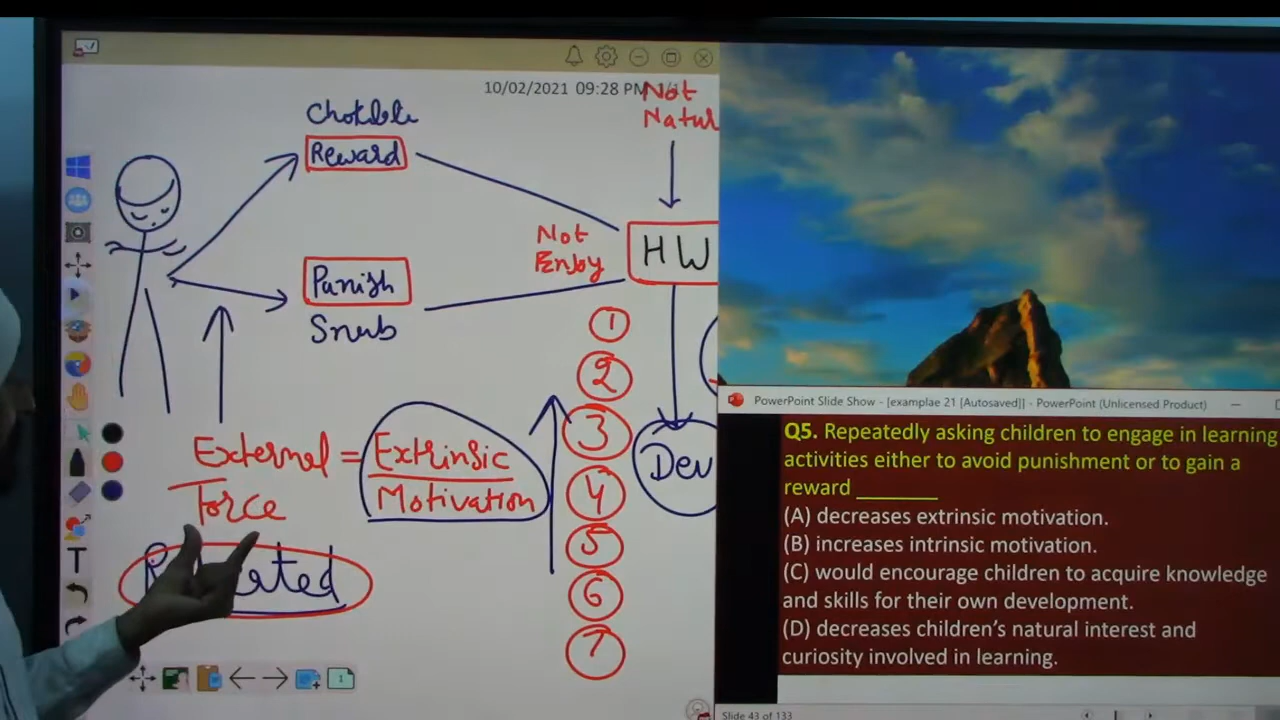 10/02/2021 09:28 PM
Not
Natur
Reward
Not
Enjoy
HW
Punish
Snub
1
2
3
4
5
6
7
External = Extrinsic
Force
Motivation
Dev
T
1
PowerPoint Slide Show - [examplae 21 [Autosaved]] - PowerPoint (Unlicensed Product)
Q5. Repeatedly asking children to engage in learning
activities either to avoid punishment or to gain a
reward ________
(A) decreases extrinsic motivation.
(B) increases intrinsic motivation.
(C) would encourage children to acquire knowledge
and skills for their own development.
(D) decreases children's natural interest and
curiosity involved in learning.
Slide 43 of 133